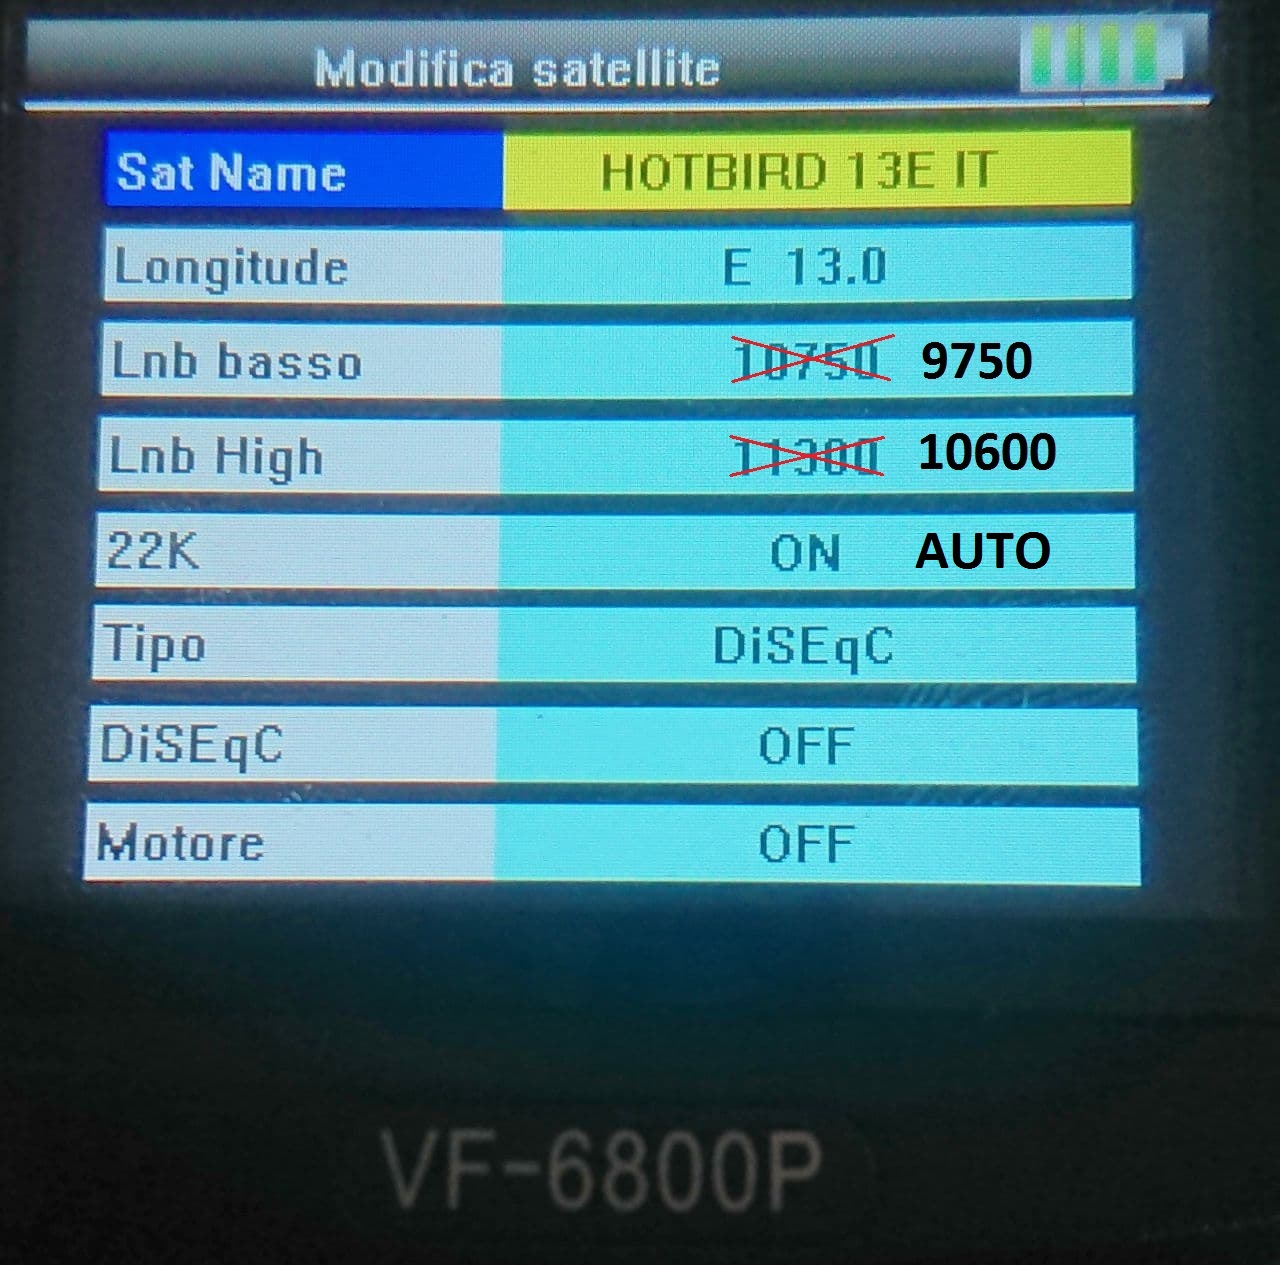 Modifica satellite
Sat Name HOTBIRD 13E IT
Longitude E 13.0
Lnb basso 10750 9750
Lnb High 11300 10600
22K ON AUTO
Tipo DiSEqC
DiSEqC OFF
Motore OFF
VF-6800P